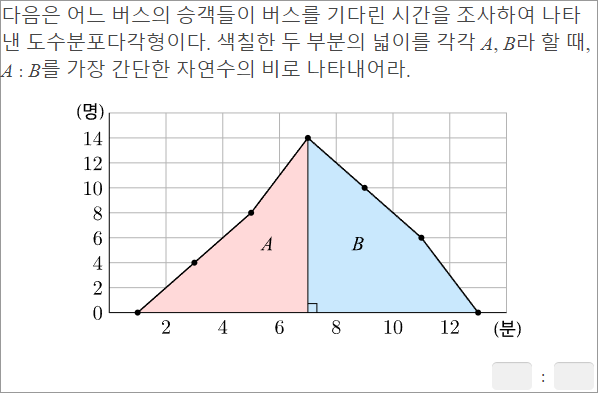 다음은 어느 버스의 승객들이 버스를 기다린 시간을 조사하여 나타
낸 도수분포다각형이다. 색칠한 두 부분의 넓이를 각각 A, B라 할 때,
A : B를 가장 간단한 자연수의 비로 나타내어라.
(명)
14
12
10
8
6
4
2
0
A
B
2 4 6 8 10 12 (분)
: